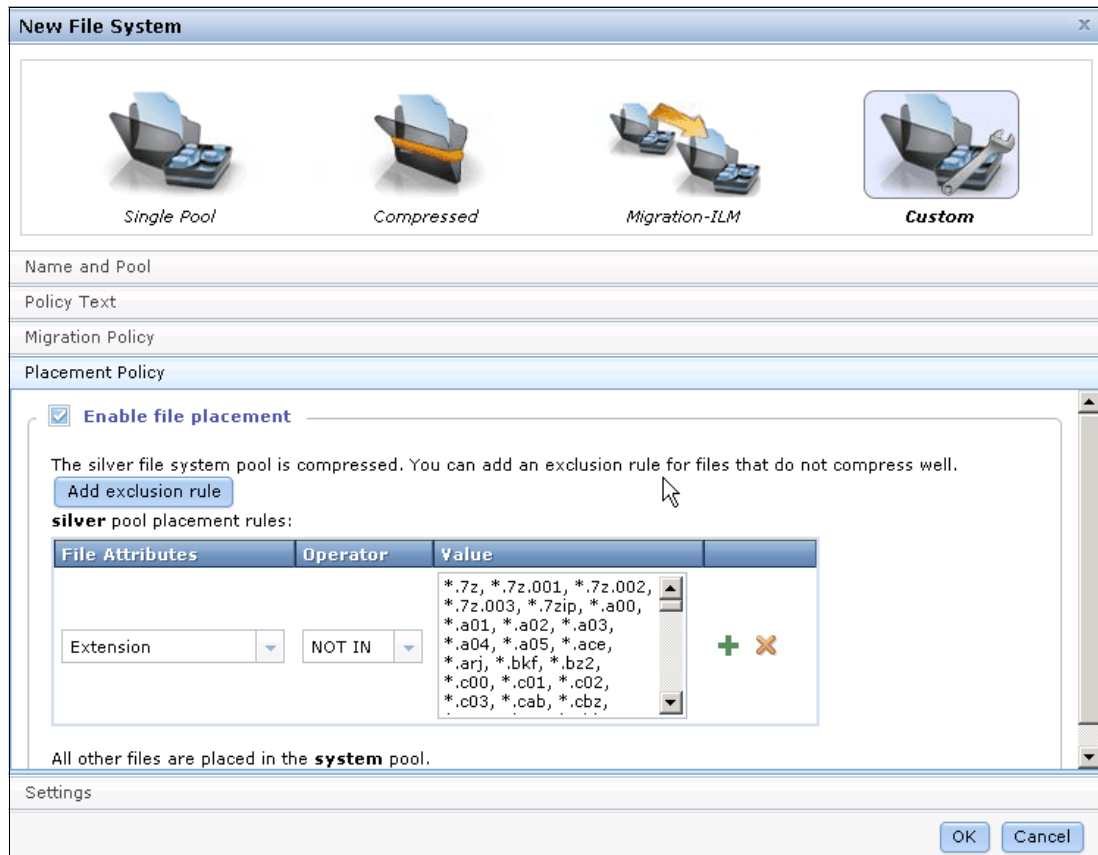 New File System
Single Pool
Compressed
Migration-ILM
Custom
Name and Pool
Policy Text
Migration Policy
Placement Policy
Enable file placement
The silver file system pool is compressed. You can add an exclusion rule for files that do not compress well.
Add exclusion rule
silver pool placement rules:
File Attributes Operator Value
Extension NOT IN
*.7z, *.7z.001, *.7z.002,
*.7z.003, *.7zip, *.a00,
*.a01, *.a02, *.a03,
*.a04, *.a05, *.ace,
*.arj, *.bkf, *.bz2,
*.c00, *.c01, *.c02,
*.c03, *.cab, *.cbz,
All other files are placed in the system pool.
Settings
OK Cancel